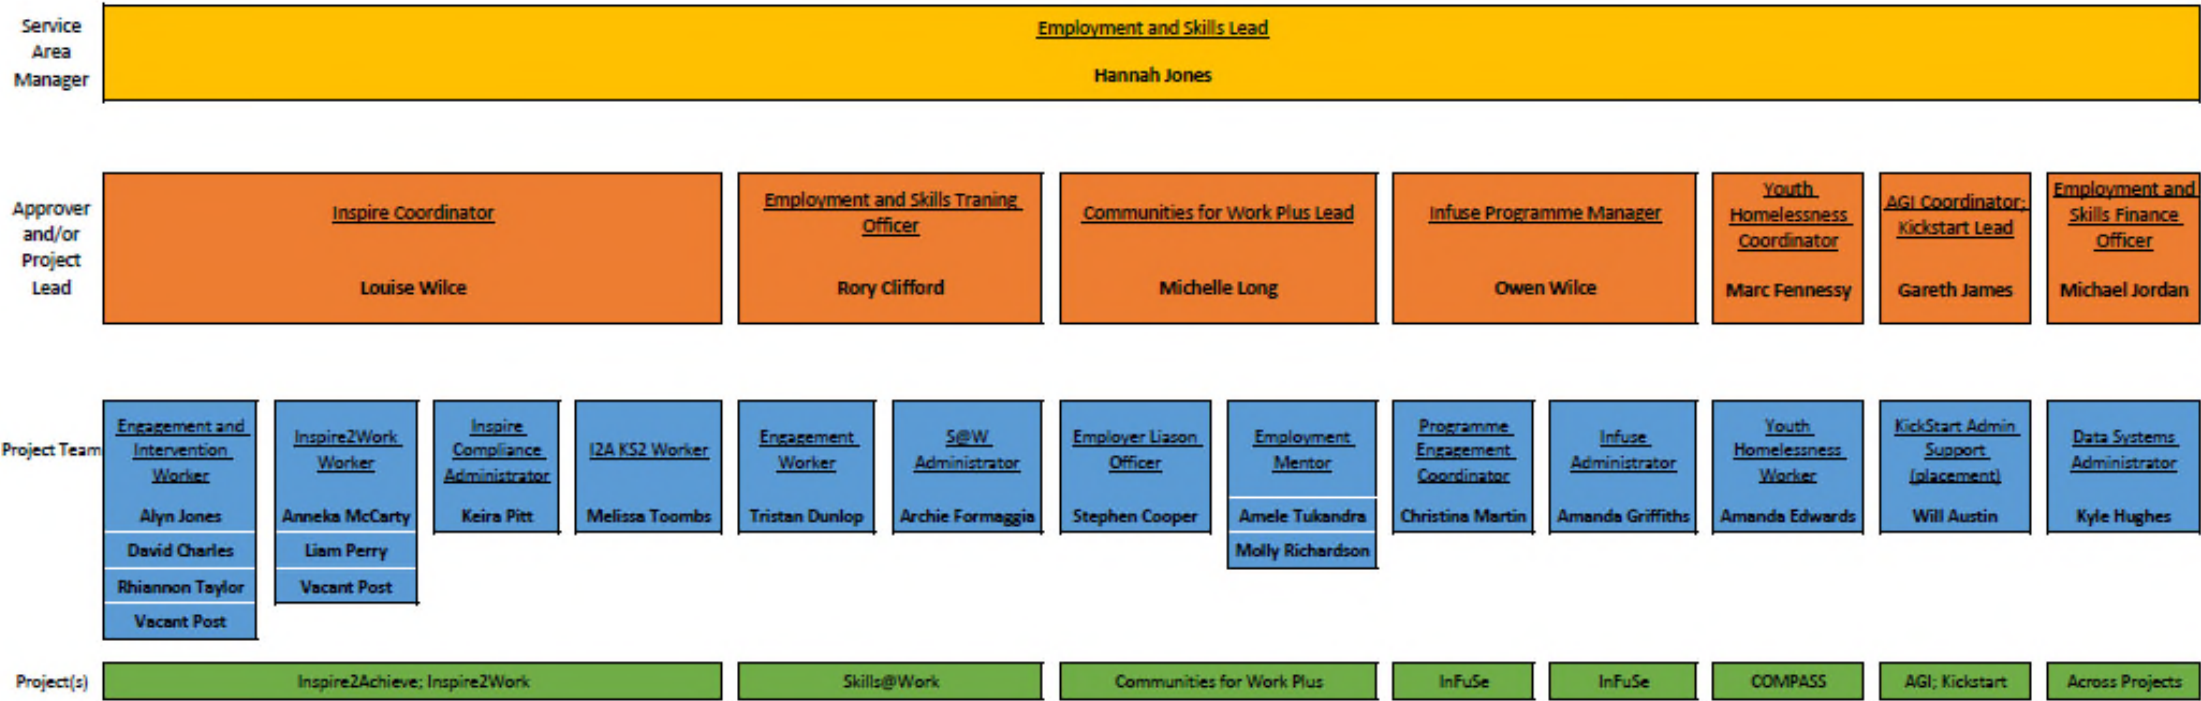 Service
Area
Manager
Employment and Skills Lead
Hannah Jones
Approver
and/or
Project
Lead
Inspire Coordinator
Louise Wilce
Employment and Skills Traning
Officer
Rory Clifford
Communities for Work Plus Lead
Michelle Long
Infuse Programme Manager
Owen Wilce
Youth
Homelessness
Coordinator
Marc Fennessy
AGI Coordinator;
Kickstart Lead
Gareth James
Employment and
Skills Finance
Officer
Michael Jordan
Project Team
Engagement and
Intervention
Worker
Alyn Jones
David Charles
Rhiannon Taylor
Vacant Post
Inspire2Work
Worker
Anneka McCarty
Liam Perry
Vacant Post
Inspire
Compliance
Administrator
Keira Pitt
I2A KS2 Worker
Melissa Toombs
Engagement
Worker
Tristan Dunlop
S@W
Administrator
Archie Formaggia
Employer Liason
Officer
Stephen Cooper
Employment
Mentor
Amele Tukandra
Molly Richardson
Programme
Engagement
Coordinator
Christina Martin
Infuse
Administrator
Amanda Griffiths
Youth
Homelessness
Worker
Amanda Edwards
KickStart Admin
Support
(placement)
Will Austin
Data Systems
Administrator
Kyle Hughes
Project(s)
Inspire2Achieve; Inspire2Work
Skills@Work
Communities for Work Plus
InFuSe
InFuSe
COMPASS
AGI; Kickstart
Across Projects